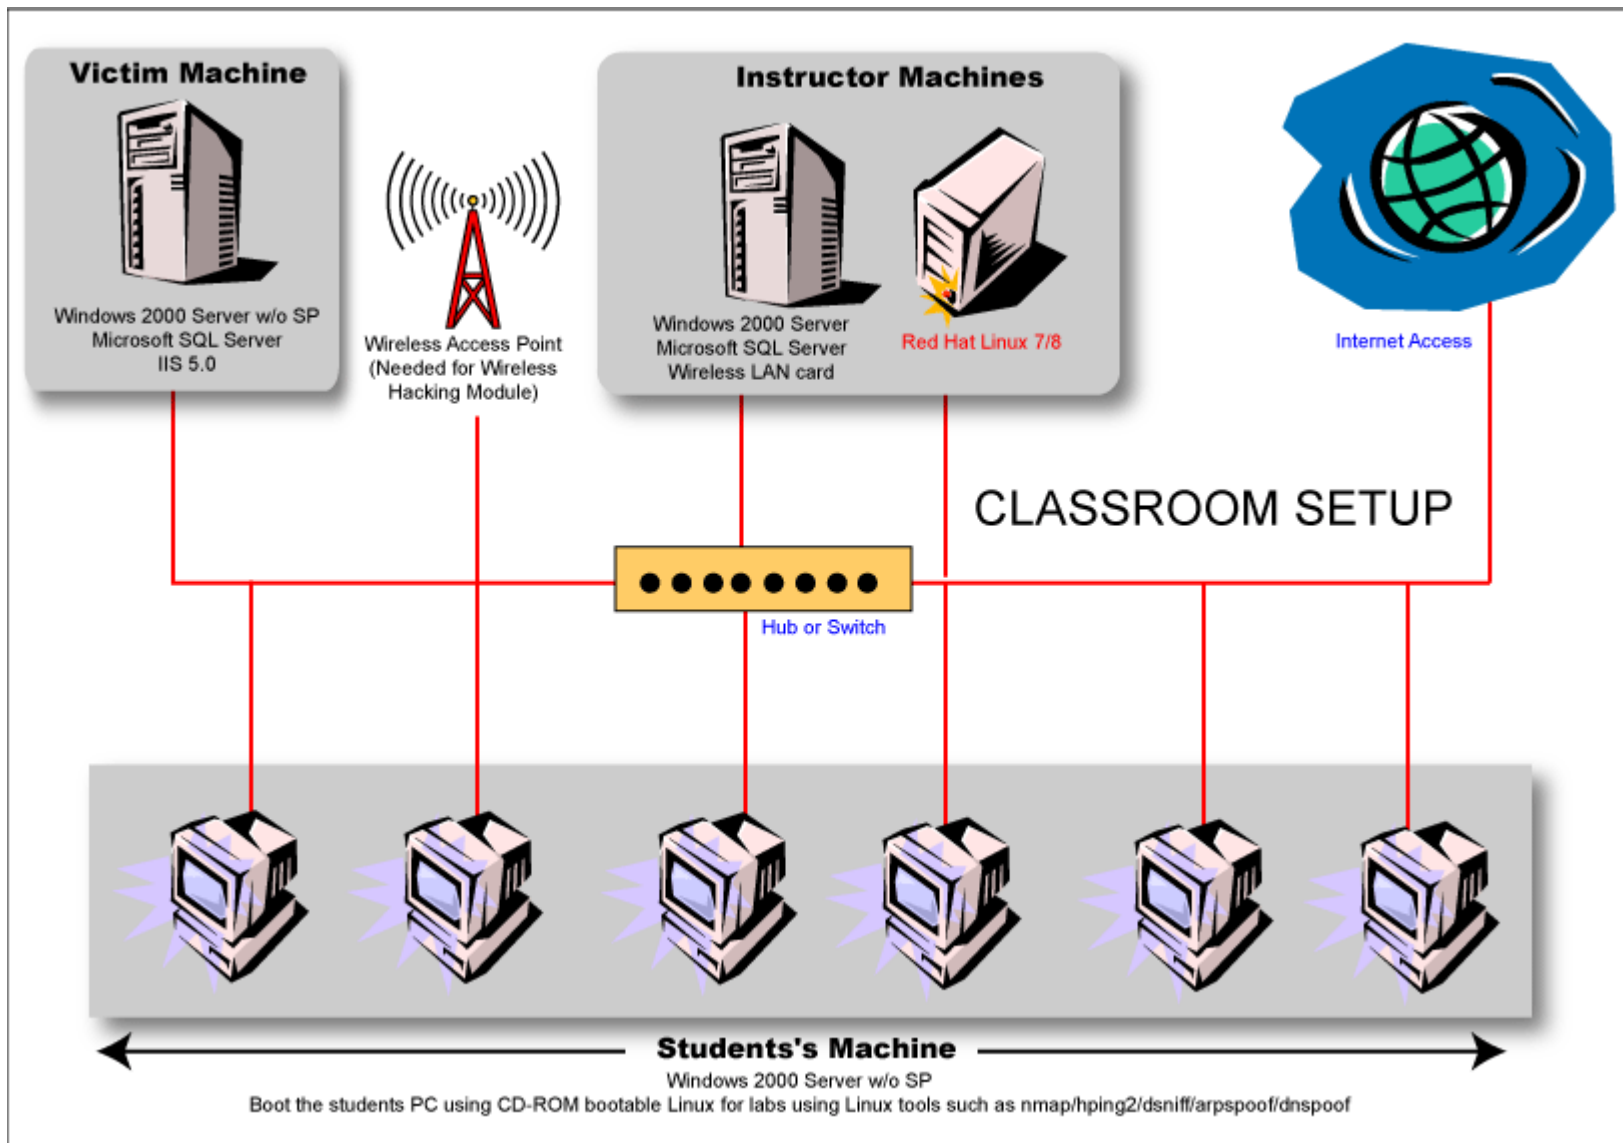 Victim Machine
Windows 2000 Server w/o SP
Microsoft SQL Server
IIS 5.0
Wireless Access Point
(Needed for Wireless
Hacking Module)
Instructor Machines
Windows 2000 Server
Microsoft SQL Server
Wireless LAN card
Red Hat Linux 7/8
Internet Access
CLASSROOM SETUP
Hub or Switch
Students's Machine
Windows 2000 Server w/o SP
Boot the students PC using CD-ROM bootable Linux for labs using Linux tools such as nmap/hping2/dsniff/arpspoof/dnspoof